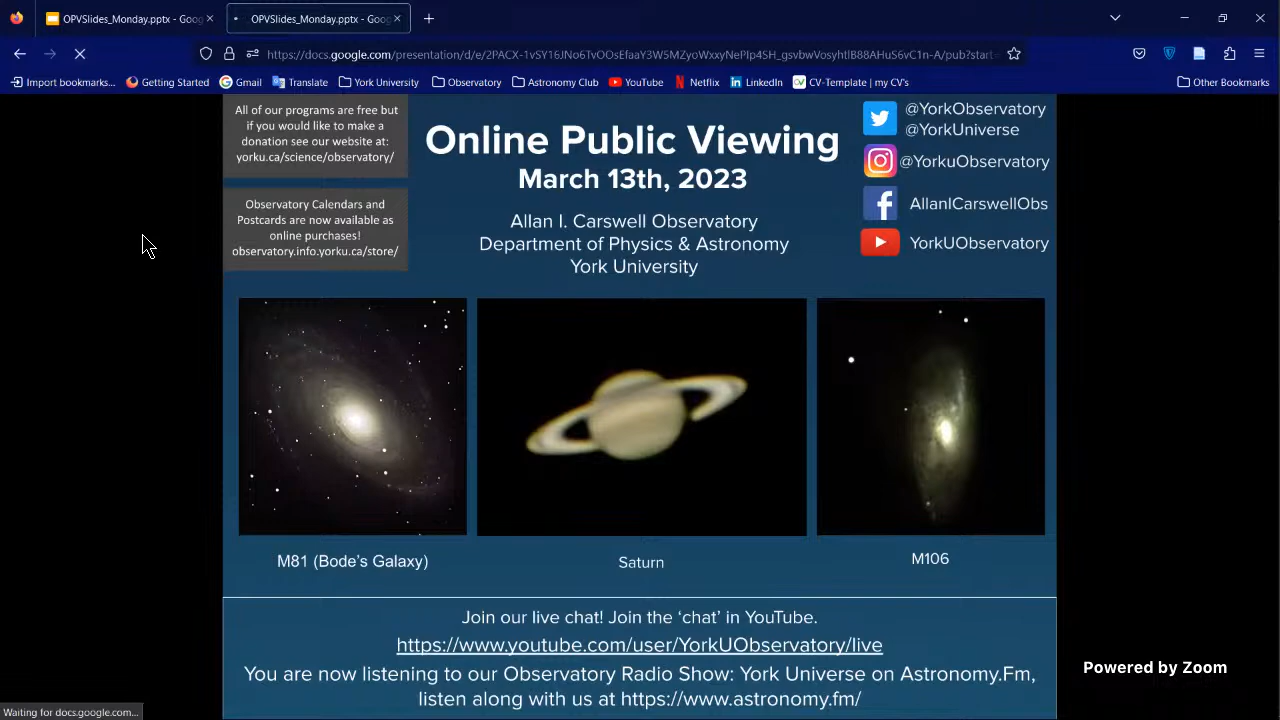 OPVSlides_Monday.pptx - Goog
OPVSlides_Monday.pptx - Goog
https://docs.google.com/presentation/d/e/2PACX-1vSY16JNo6TvOOsEfaaY3W5MZyoWxxyNePIp4SH_gsvbwVosyhtlB88AHuS6vC1n-A/pub?start=
Import bookmarks...
Getting Started
Gmail
Translate
York University
Observatory
Astronomy Club
YouTube
Netflix
LinkedIn
CV-Template | my CV's
Other Bookmarks
All of our programs are free but
if you would like to make a
donation see our website at:
yorku.ca/science/observatory/
Observatory Calendars and
Postcards are now available as
online purchases!
observatory.info.yorku.ca/store/
Online Public Viewing
March 13th, 2023
Allan I. Carswell Observatory
Department of Physics & Astronomy
York University
@YorkObservatory
@YorkUniverse
@YorkuObservatory
AllanICarswellObs
YorkUObservatory
M81 (Bode's Galaxy)
Saturn
M106
Join our live chat! Join the ‘chat’ in YouTube.
https://www.youtube.com/user/YorkUObservatory/live
You are now listening to our Observatory Radio Show: York Universe on Astronomy.Fm,
listen along with us at https://www.astronomy.fm/
Powered by Zoom
Waiting for docs.google.com...